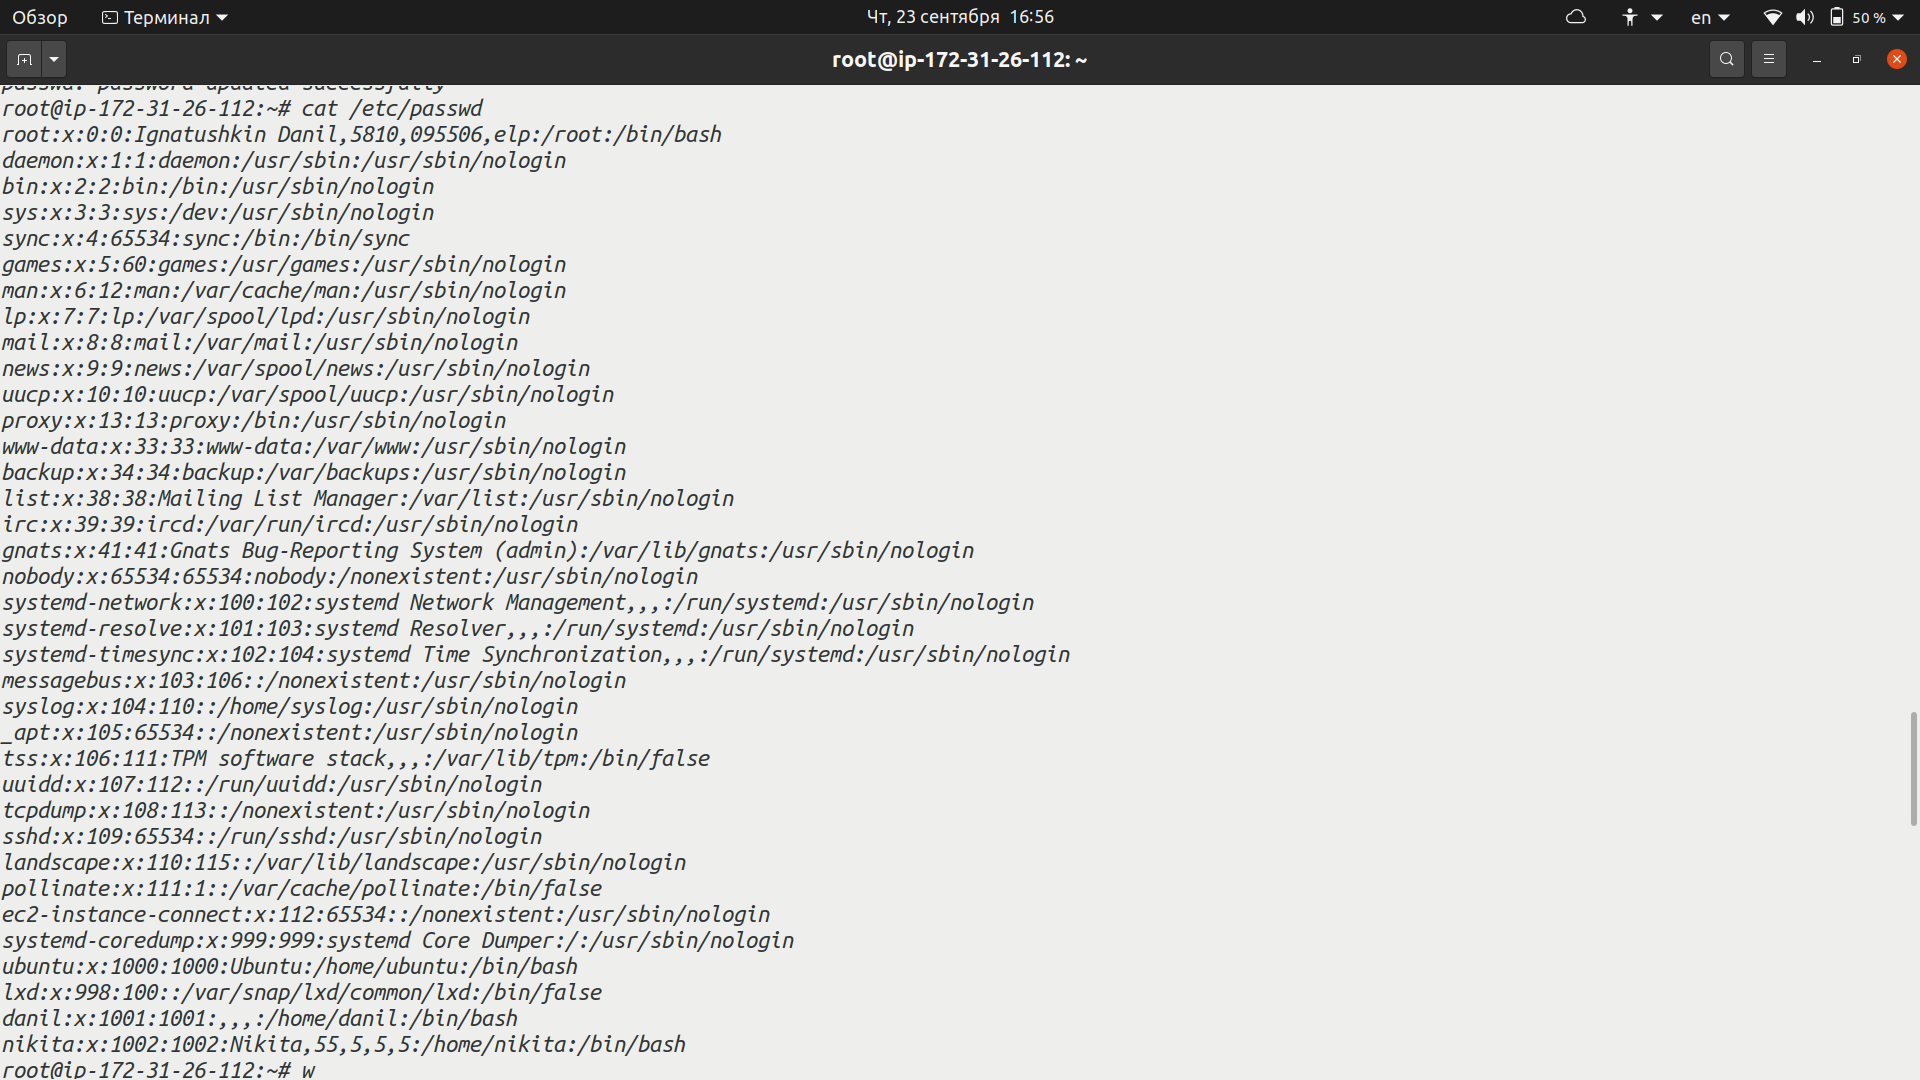 Обзор Терминал Чт, 23 сентября 16:56 en 50 %
root@ip-172-31-26-112: ~
passwd: password updated successfully
root@ip-172-31-26-112:~# cat /etc/passwd
root:x:0:0:Ignatushkin Danil,5810,095506,elp:/root:/bin/bash
daemon:x:1:1:daemon:/usr/sbin:/usr/sbin/nologin
bin:x:2:2:bin:/bin:/usr/sbin/nologin
sys:x:3:3:sys:/dev:/usr/sbin/nologin
sync:x:4:65534:sync:/bin:/bin/sync
games:x:5:60:games:/usr/games:/usr/sbin/nologin
man:x:6:12:man:/var/cache/man:/usr/sbin/nologin
lp:x:7:7:lp:/var/spool/lpd:/usr/sbin/nologin
mail:x:8:8:mail:/var/mail:/usr/sbin/nologin
news:x:9:9:news:/var/spool/news:/usr/sbin/nologin
uucp:x:10:10:uucp:/var/spool/uucp:/usr/sbin/nologin
proxy:x:13:13:proxy:/bin:/usr/sbin/nologin
www-data:x:33:33:www-data:/var/www:/usr/sbin/nologin
backup:x:34:34:backup:/var/backups:/usr/sbin/nologin
list:x:38:38:Mailing List Manager:/var/list:/usr/sbin/nologin
irc:x:39:39:ircd:/var/run/ircd:/usr/sbin/nologin
gnats:x:41:41:Gnats Bug-Reporting System (admin):/var/lib/gnats:/usr/sbin/nologin
nobody:x:65534:65534:nobody:/nonexistent:/usr/sbin/nologin
systemd-network:x:100:102:systemd Network Management,,,:/run/systemd:/usr/sbin/nologin
systemd-resolve:x:101:103:systemd Resolver,,,:/run/systemd:/usr/sbin/nologin
systemd-timesync:x:102:104:systemd Time Synchronization,,,:/run/systemd:/usr/sbin/nologin
messagebus:x:103:106::/nonexistent:/usr/sbin/nologin
syslog:x:104:110::/home/syslog:/usr/sbin/nologin
_apt:x:105:65534::/nonexistent:/usr/sbin/nologin
tss:x:106:111:TPM software stack,,,:/var/lib/tpm:/bin/false
uuidd:x:107:112::/run/uuidd:/usr/sbin/nologin
tcpdump:x:108:113::/nonexistent:/usr/sbin/nologin
sshd:x:109:65534::/run/sshd:/usr/sbin/nologin
landscape:x:110:115::/var/lib/landscape:/usr/sbin/nologin
pollinate:x:111:1::/var/cache/pollinate:/bin/false
ec2-instance-connect:x:112:65534::/nonexistent:/usr/sbin/nologin
systemd-coredump:x:999:999:systemd Core Dumper:/:/usr/sbin/nologin
ubuntu:x:1000:1000:Ubuntu:/home/ubuntu:/bin/bash
lxd:x:998:100::/var/snap/lxd/common/lxd:/bin/false
danil:x:1001:1001:,,,:/home/danil:/bin/bash
nikita:x:1002:1002:Nikita,55,5,5,5:/home/nikita:/bin/bash
root@ip-172-31-26-112:~# w